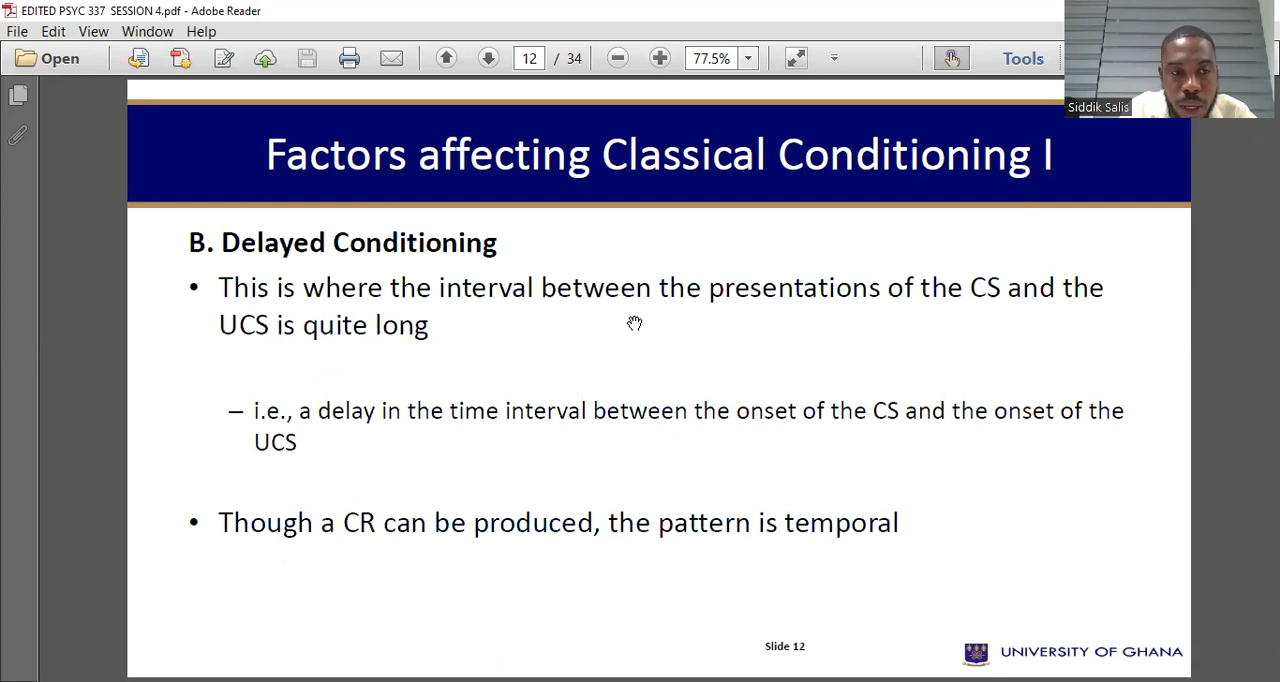 EDITED PSYC 337  SESSION 4.pdf - Adobe Reader
File Edit View Window Help
Open 12 / 34 77.5% Tools
Siddik Salis
Factors affecting Classical Conditioning I
B. Delayed Conditioning
• This is where the interval between the presentations of the CS and the
UCS is quite long
– i.e., a delay in the time interval between the onset of the CS and the onset of the
UCS
• Though a CR can be produced, the pattern is temporal
Slide 12
UNIVERSITY OF GHANA